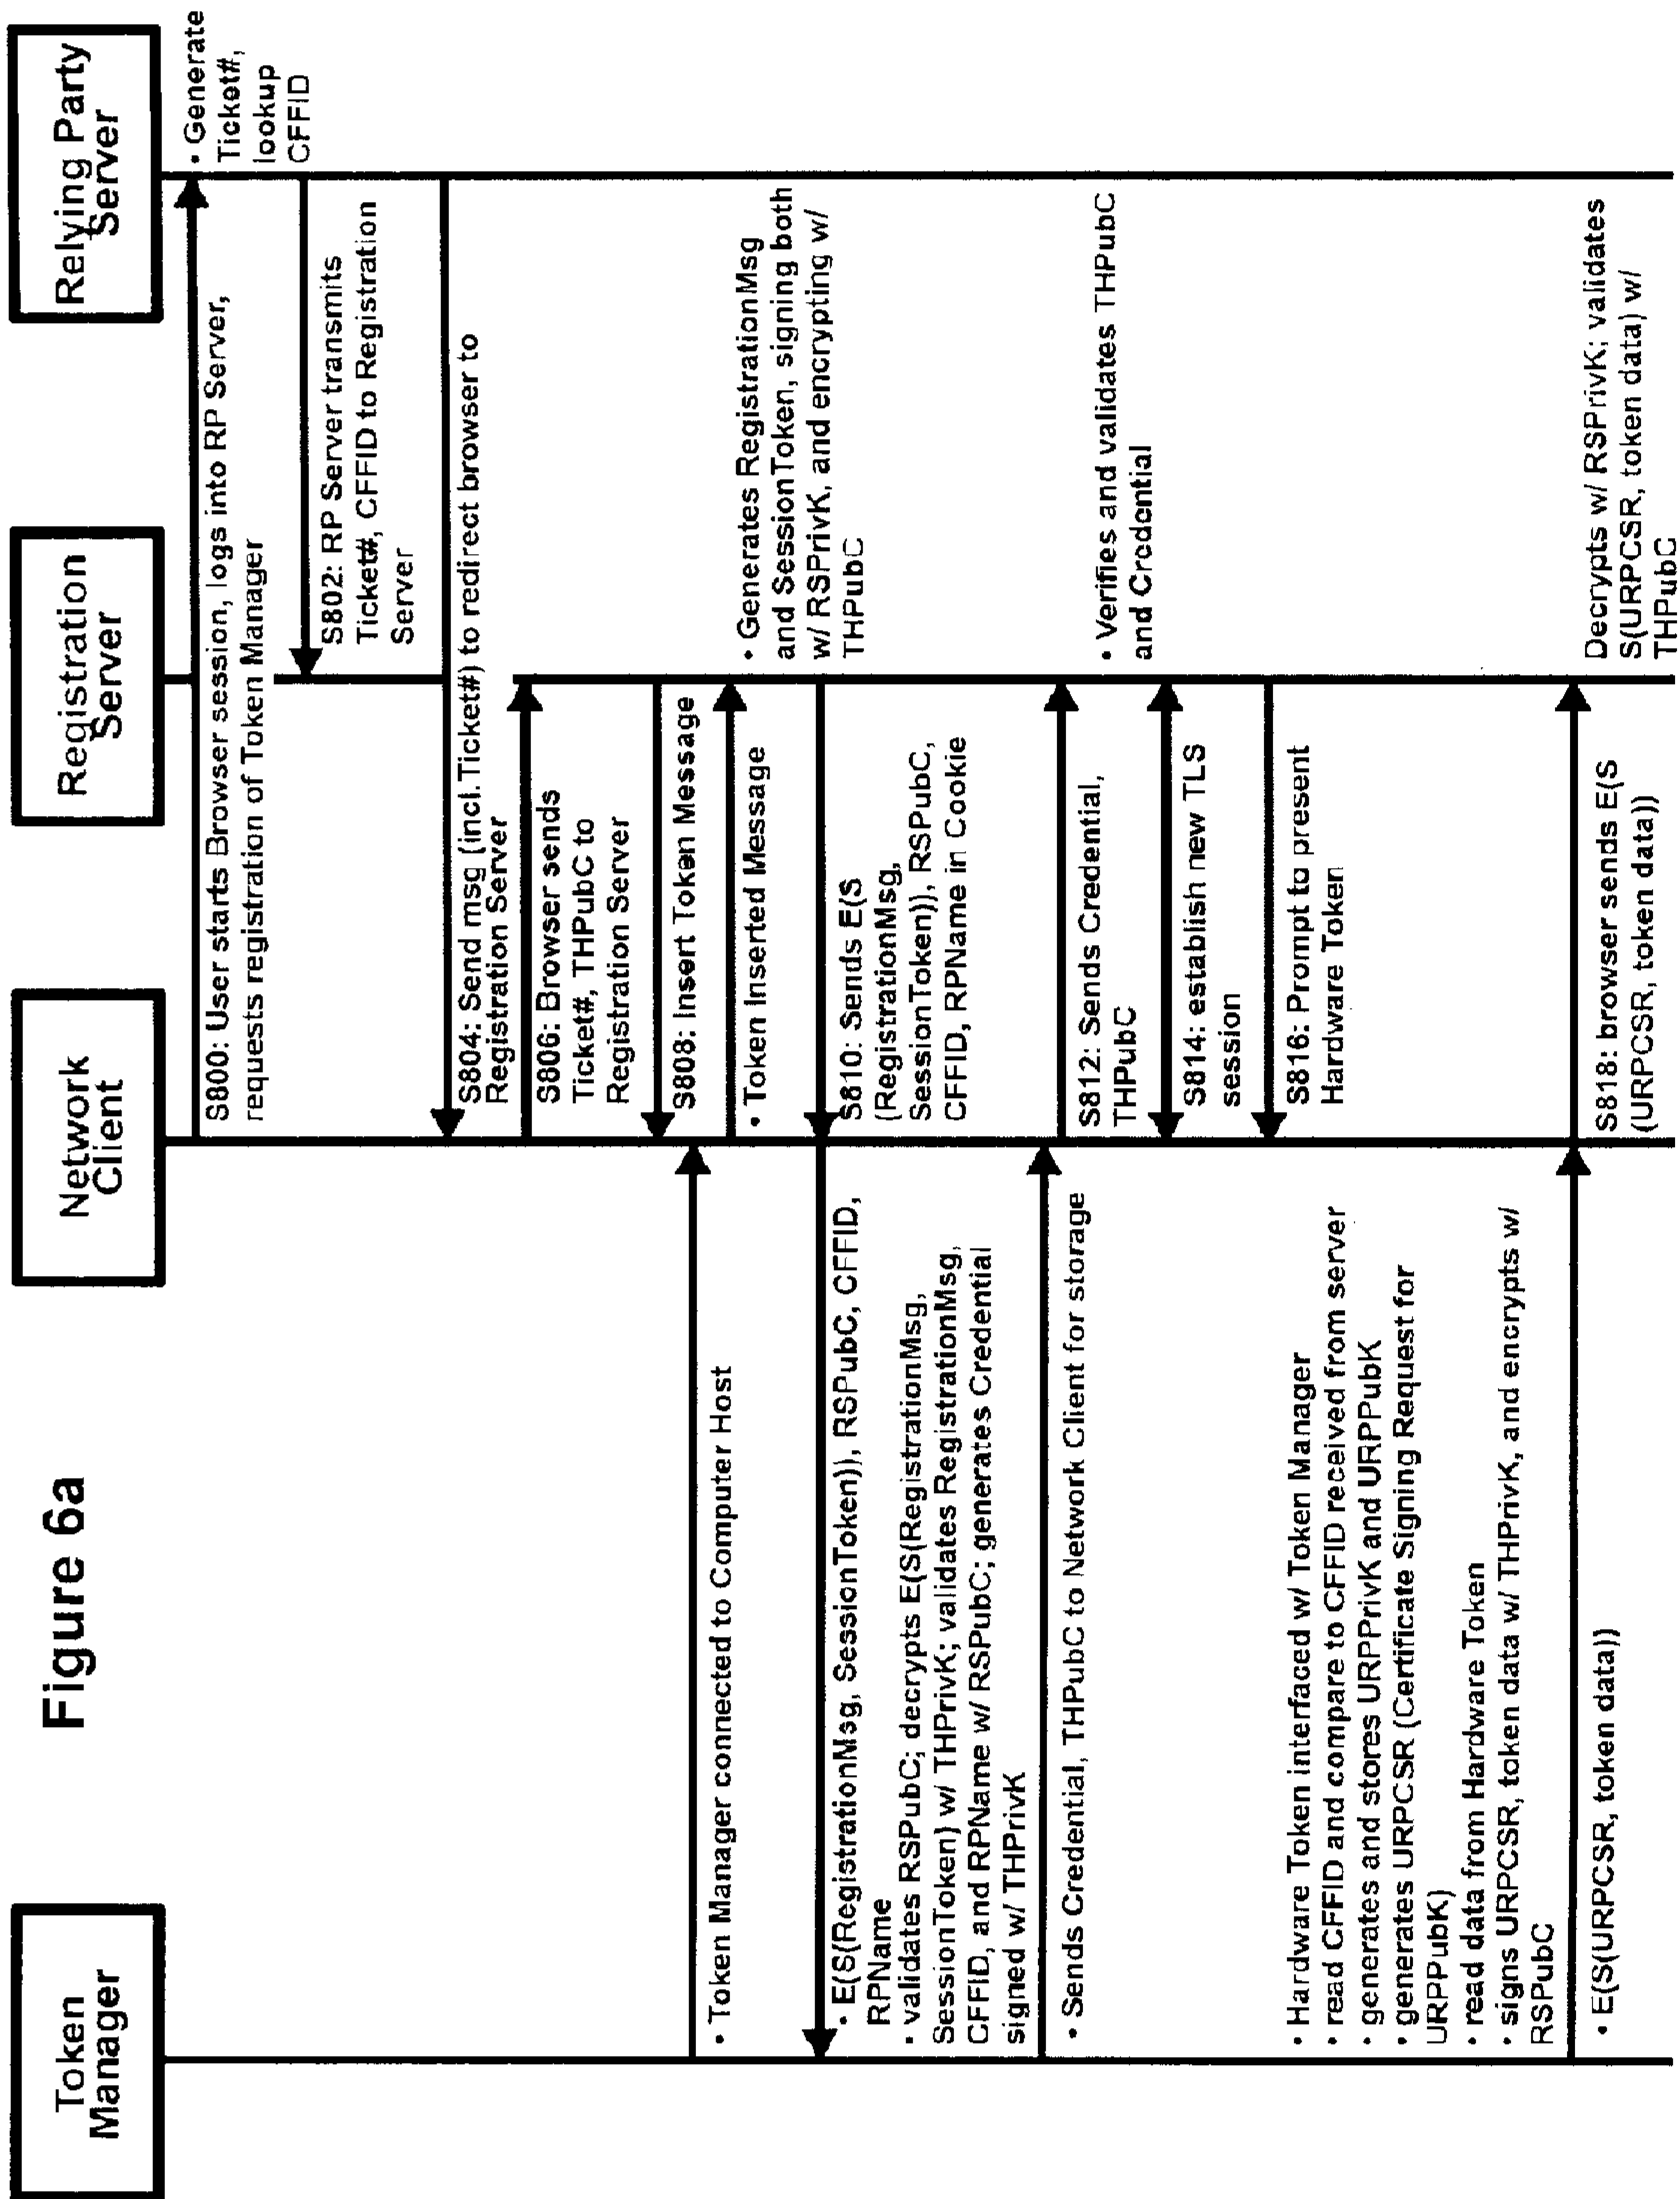 Figure 6a
Token
Manager
Network
Client
Registration
Server
Relying Party
Server
• Generate
Ticket#,
lookup
CFFID
S800: User starts Browser session, logs into RP Server,
requests registration of Token Manager
S802: RP Server transmits
Ticket#, CFFID to Registration
Server
S804: Send msg (incl.Ticket#) to redirect browser to
Registration Server
S806: Browser sends
Ticket#, THPubC to
Registration Server
S808: Insert Token Message
• Token Manager connected to Computer Host
• Token Inserted Message
• Generates RegistrationMsg
and SessionToken, signing both
w/ RSPrivK, and encrypting w/
THPubC
S810: Sends E(S
(RegistrationMsg,
SessionToken)), RSPubC,
CFFID, RPName in Cookie
• E(S(RegistrationMsg, SessionToken)), RSPubC, CFFID,
RPName
• validates RSPubC; decrypts E(S(RegistrationMsg,
SessionToken) w/ THPrivK; validates RegistrationMsg,
CFFID, and RPName w/ RSPubC; generates Credential
signed w/ THPrivK
• Sends Credential, THPubC to Network Client for storage
S812: Sends Credential,
THPubC
• Verifies and validates THPubC
and Credential
S814: establish new TLS
session
S816: Prompt to present
Hardware Token
• Hardware Token interfaced w/ Token Manager
• read CFFID and compare to CFFID received from server
• generates and stores URPPrivK and URPPubK
• generates URPCSR (Certificate Signing Request for
URPPubK)
• read data from Hardware Token
• signs URPCSR, token data w/ THPrivK, and encrypts w/
RSPubC
• E(S(URPCSR, token data))
S818: browser sends E(S
(URPCSR, token data))
Decrypts w/ RSPrivK; validates
S(URPCSR, token data) w/
THPubC